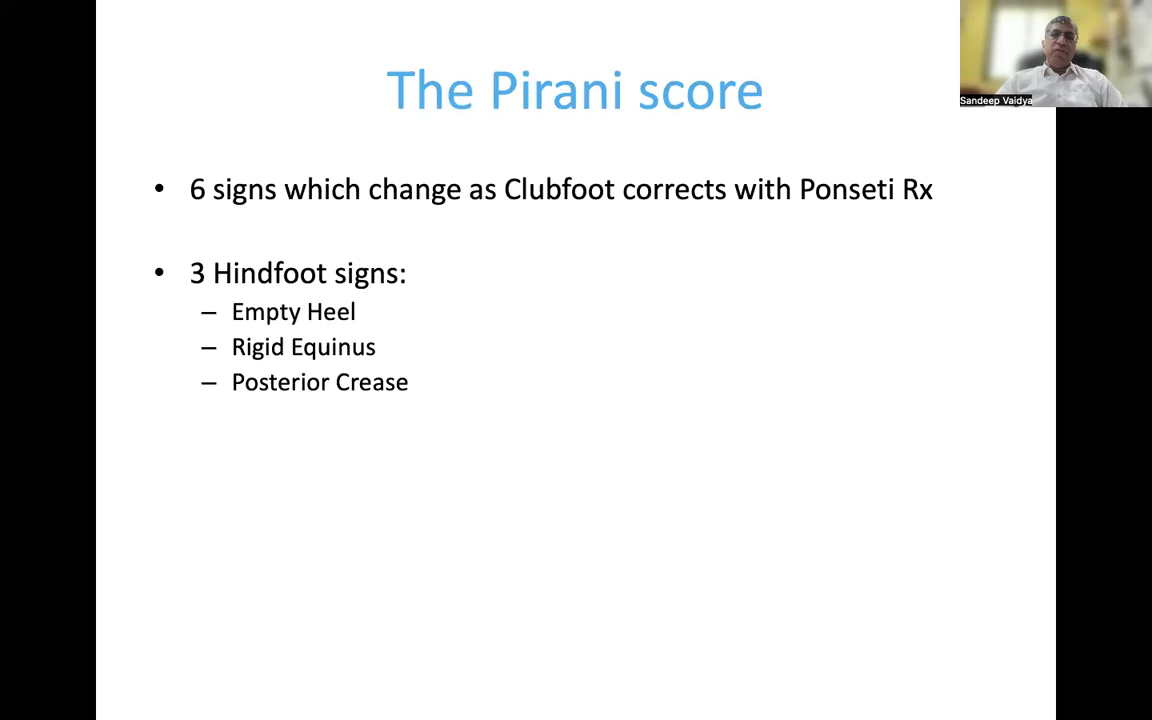 The Pirani score
Sandeep Vaidya
• 6 signs which change as Clubfoot corrects with Ponseti Rx
• 3 Hindfoot signs:
– Empty Heel
– Rigid Equinus
– Posterior Crease